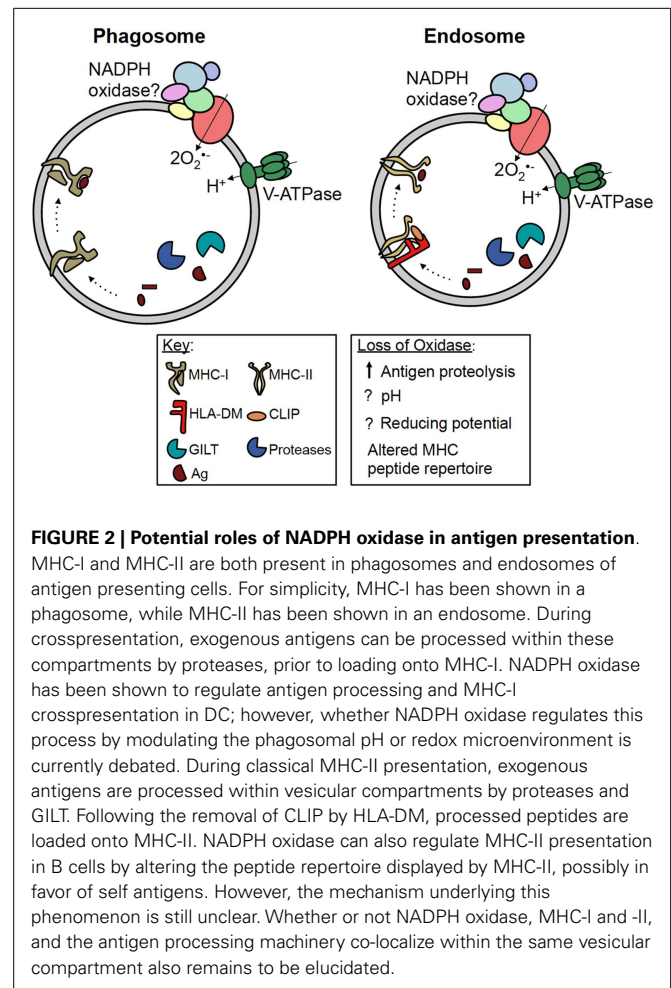 Phagosome
Endosome
NADPH
oxidase?
NADPH
oxidase?
2O₂•-
2O₂•-
H⁺
V-ATPase
H⁺
V-ATPase
Key:
MHC-I
MHC-II
HLA-DM
CLIP
GILT
Proteases
Ag
Loss of Oxidase:
↑ Antigen proteolysis
? pH
? Reducing potential
Altered MHC
peptide repertoire
FIGURE 2 | Potential roles of NADPH oxidase in antigen presentation.
MHC-I and MHC-II are both present in phagosomes and endosomes of
antigen presenting cells. For simplicity, MHC-I has been shown in a
phagosome, while MHC-II has been shown in an endosome. During
crosspresentation, exogenous antigens can be processed within these
compartments by proteases, prior to loading onto MHC-I. NADPH oxidase
has been shown to regulate antigen processing and MHC-I
crosspresentation in DC; however, whether NADPH oxidase regulates this
process by modulating the phagosomal pH or redox microenvironment is
currently debated. During classical MHC-II presentation, exogenous
antigens are processed within vesicular compartments by proteases and
GILT. Following the removal of CLIP by HLA-DM, processed peptides are
loaded onto MHC-II. NADPH oxidase can also regulate MHC-II presentation
in B cells by altering the peptide repertoire displayed by MHC-II, possibly in
favor of self antigens. However, the mechanism underlying this
phenomenon is still unclear. Whether or not NADPH oxidase, MHC-I and -II,
and the antigen processing machinery co-localize within the same vesicular
compartment also remains to be elucidated.